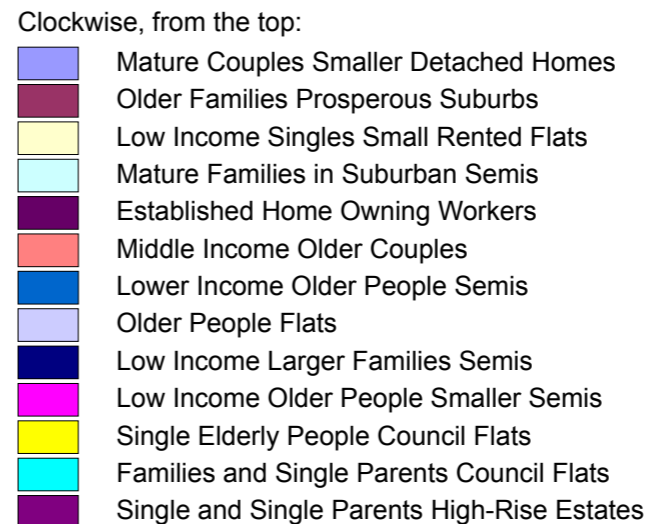 Clockwise, from the top:
Mature Couples Smaller Detached Homes
Older Families Prosperous Suburbs
Low Income Singles Small Rented Flats
Mature Families in Suburban Semis
Established Home Owning Workers
Middle Income Older Couples
Lower Income Older People Semis
Older People Flats
Low Income Larger Families Semis
Low Income Older People Smaller Semis
Single Elderly People Council Flats
Families and Single Parents Council Flats
Single and Single Parents High-Rise Estates